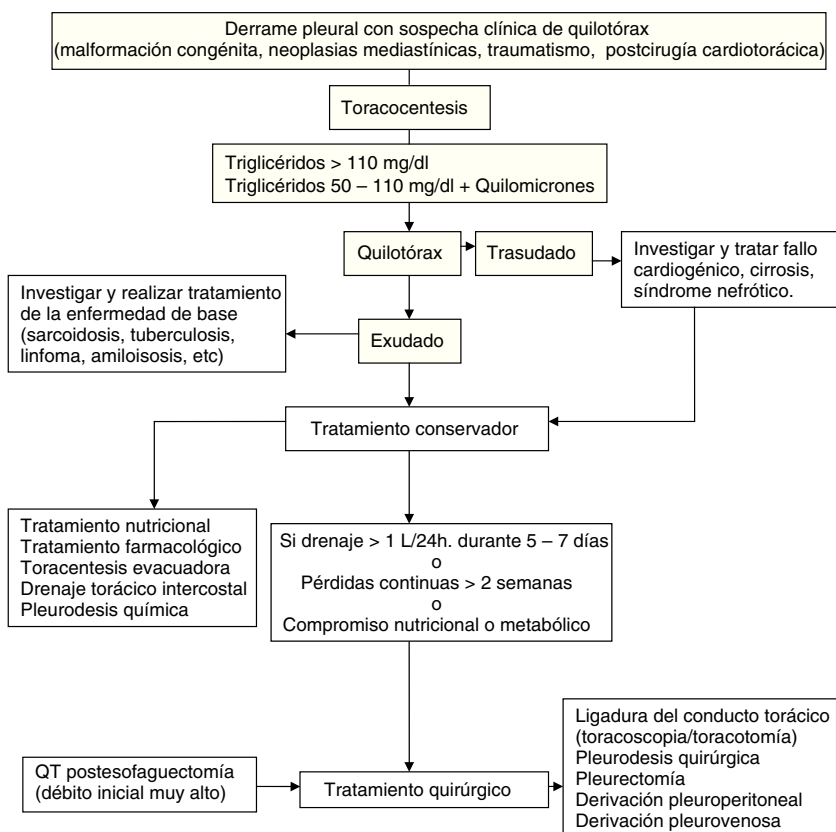 Derrame pleural con sospecha clínica de quilotórax
(malformación congénita, neoplasias mediastínicas, traumatismo, postcirugía cardiotorácica)
Toracocentesis
Triglicéridos > 110 mg/dl
Triglicéridos 50 – 110 mg/dl + Quilomicrones
Quilotórax
Trasudado
Investigar y tratar fallo
cardiogénico, cirrosis,
síndrome nefrótico.
Investigar y realizar tratamiento
de la enfermedad de base
(sarcoidosis, tuberculosis,
linfoma, amiloisosis, etc)
Exudado
Tratamiento conservador
Tratamiento nutricional
Tratamiento farmacológico
Toracentesis evacuadora
Drenaje torácico intercostal
Pleurodesis química
Si drenaje > 1 L/24h. durante 5 – 7 días
o
Pérdidas continuas > 2 semanas
o
Compromiso nutricional o metabólico
QT postesofaguectomía
(débito inicial muy alto)
Tratamiento quirúrgico
Ligadura del conducto torácico
(toracoscopia/toracotomía)
Pleurodesis quirúrgica
Pleurectomía
Derivación pleuroperitoneal
Derivación pleurovenosa